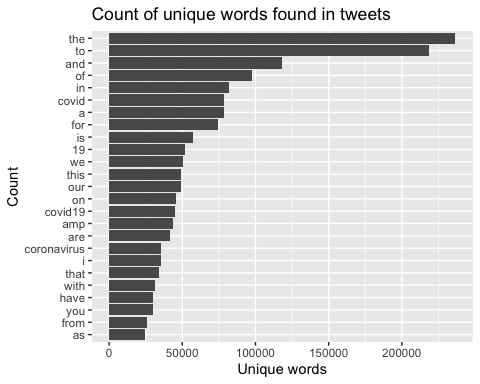 Count of unique words found in tweets
the
to
and
of
in
covid
a
for
is
19
we
this
our
on
covid19
amp
are
coronavirus
i
that
with
have
you
from
as
Count
0 50000 100000 150000 200000
Unique words